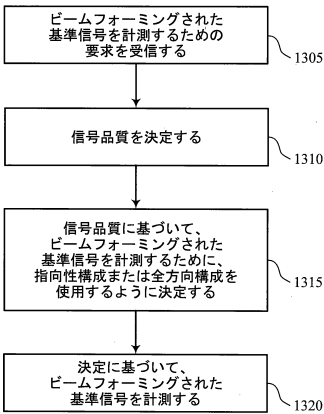 ビームフォーミングされた
基準信号を計測するための
要求を受信する
1305
信号品質を決定する
1310
信号品質に基づいて、
ビームフォーミングされた
基準信号を計測するために、
指向性構成または全方向構成を
使用するように決定する
1315
決定に基づいて、
ビームフォーミングされた
基準信号を計測する
1320